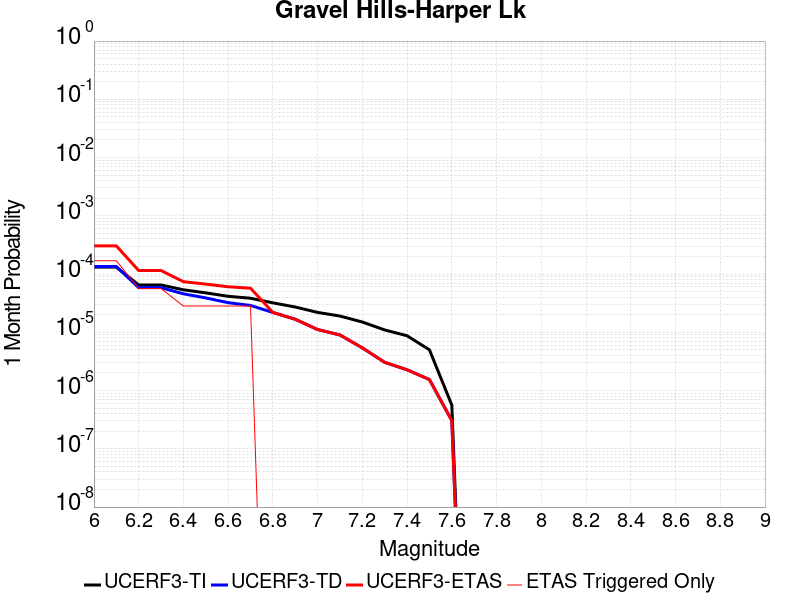 Gravel Hills-Harper Lk
10 0
10 -1
10 -2
10 -3
10 -4
10 -5
10 -6
10 -7
10 -8
1 Month Probability
6 6.2 6.4 6.6 6.8 7 7.2 7.4 7.6 7.8 8 8.2 8.4 8.6 8.8 9
Magnitude
UCERF3-TI UCERF3-TD UCERF3-ETAS ETAS Triggered Only